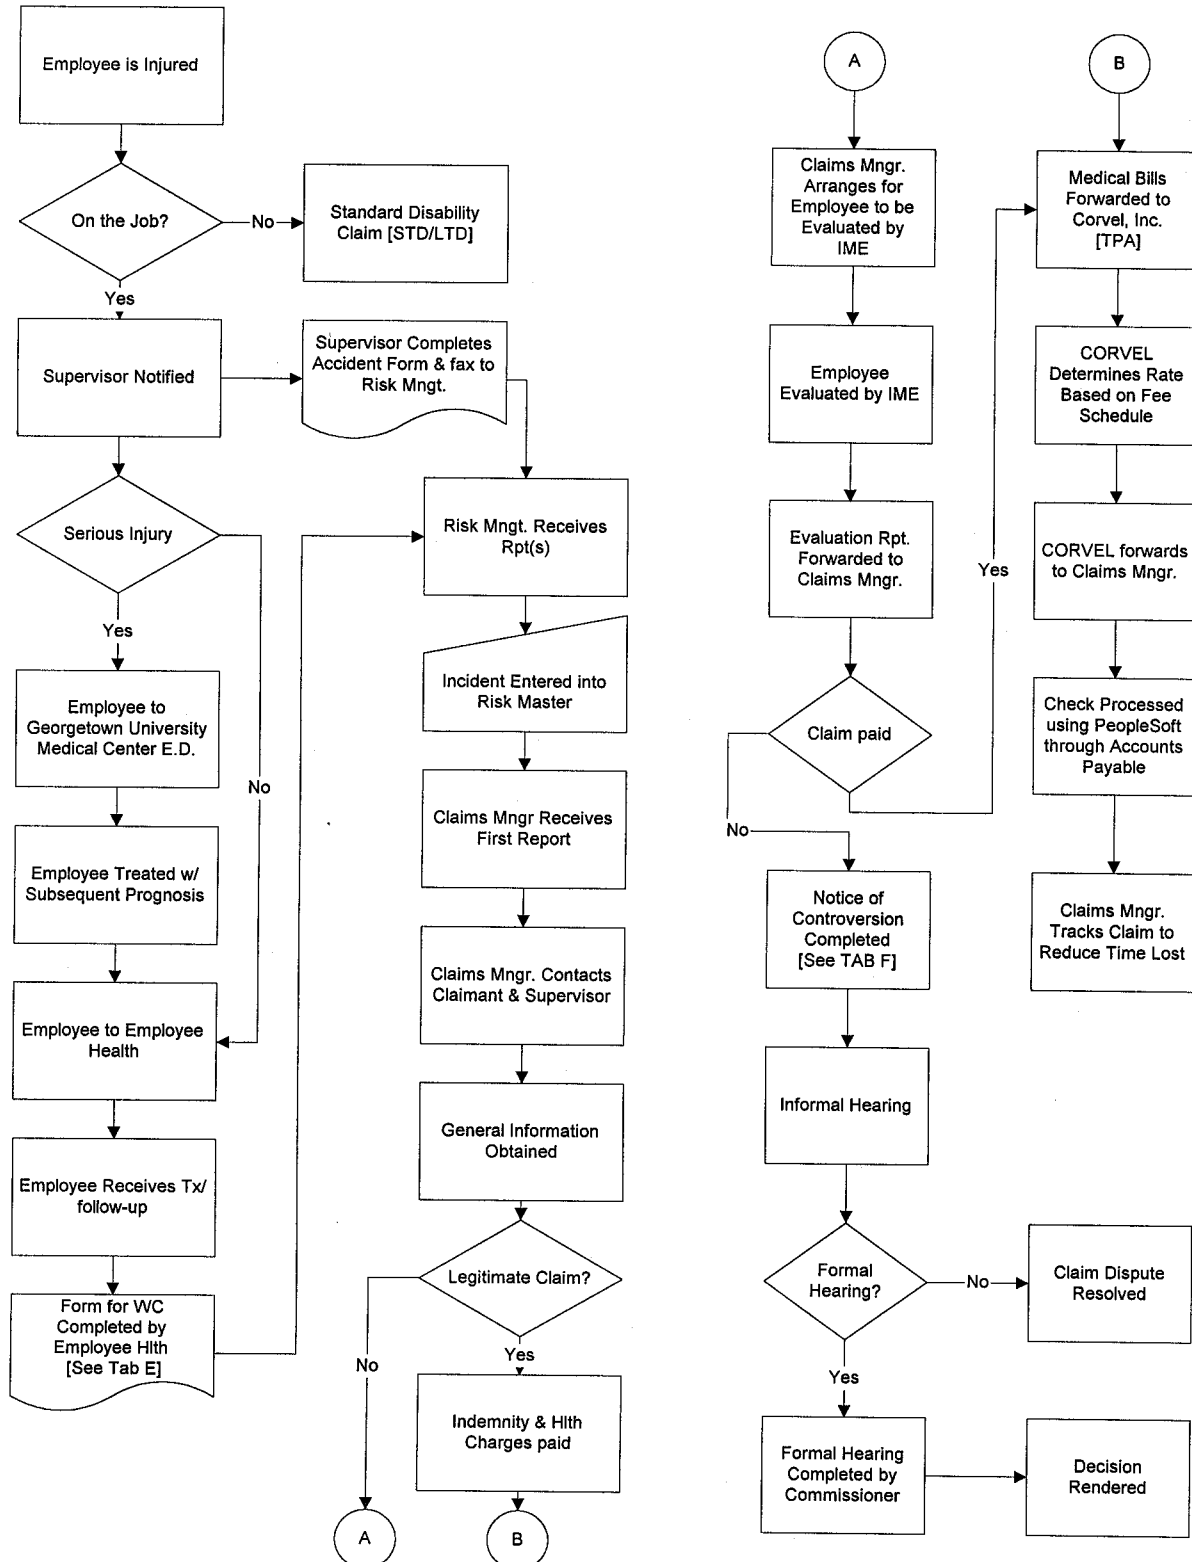 Employee is Injured
On the Job?
No
Standard Disability
Claim [STD/LTD]
Yes
Supervisor Notified
Supervisor Completes
Accident Form & fax to
Risk Mngt.
Serious Injury
Yes
No
Employee to
Georgetown University
Medical Center E.D.
Employee Treated w/
Subsequent Prognosis
Employee to Employee
Health
Employee Receives Tx/
follow-up
Form for WC
Completed by
Employee Hlth
[See Tab E]
Risk Mngt. Receives
Rpt(s)
Incident Entered into
Risk Master
Claims Mngr Receives
First Report
Claims Mngr. Contacts
Claimant & Supervisor
General Information
Obtained
Legitimate Claim?
No
Yes
Indemnity & Hlth
Charges paid
A
B
A
Claims Mngr.
Arranges for
Employee to be
Evaluated by
IME
Employee
Evaluated by IME
Evaluation Rpt.
Forwarded to
Claims Mngr.
Claim paid
Yes
No
Notice of
Controversion
Completed
[See TAB F]
Informal Hearing
Formal
Hearing?
No
Claim Dispute
Resolved
Yes
Formal Hearing
Completed by
Commissioner
Decision
Rendered
B
Medical Bills
Forwarded to
Corvel, Inc.
[TPA]
CORVEL
Determines Rate
Based on Fee
Schedule
CORVEL forwards
to Claims Mngr.
Check Processed
using PeopleSoft
through Accounts
Payable
Claims Mngr.
Tracks Claim to
Reduce Time Lost